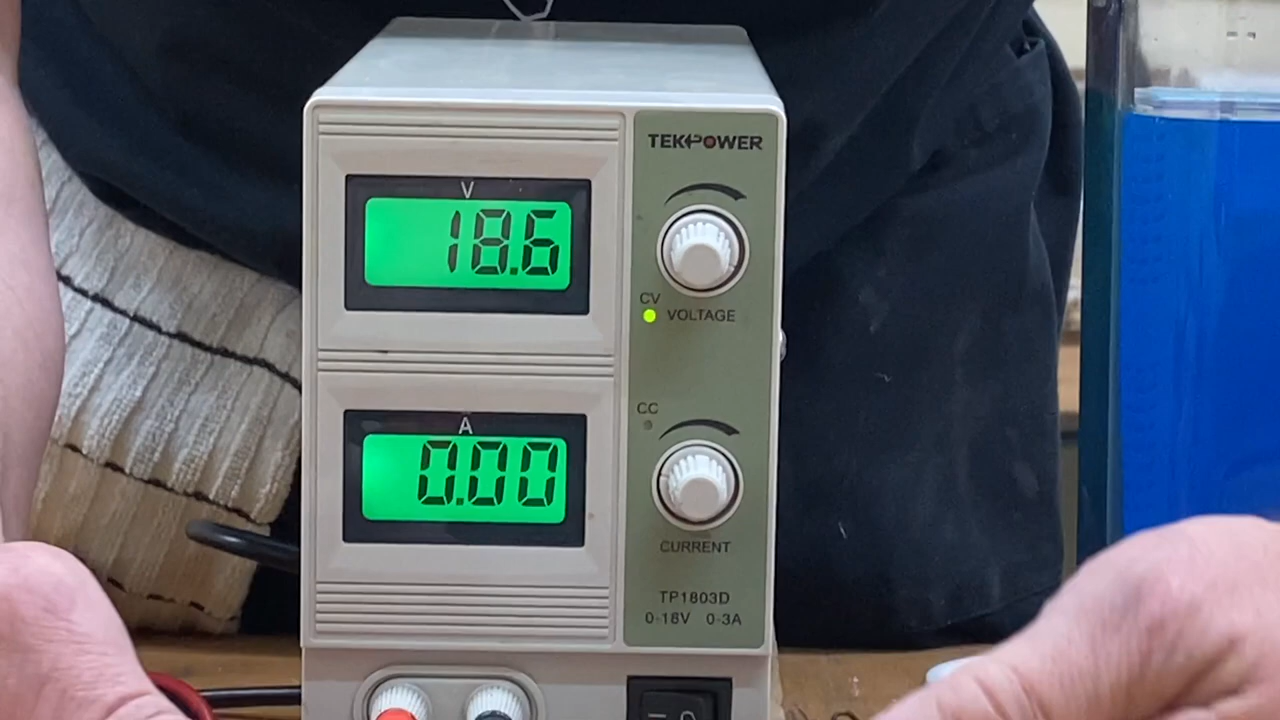 TEKPOWER
V
18.6
CV
VOLTAGE
CC
A
0.00
CURRENT
TP1803D
0-18V 0-3A